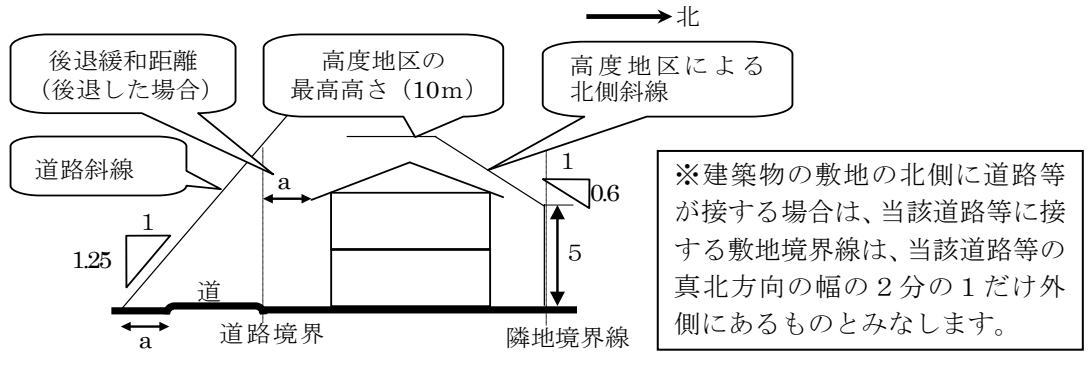 北
後退緩和距離
(後退した場合)
高度地区の
最高高さ(10m)
高度地区による
北側斜線
道路斜線
a
1
0.6
1
1.25
5
道
a
道路境界
隣地境界線
※建築物の敷地の北側に道路等
が接する場合は、当該道路等に接
する敷地境界線は、当該道路等の
真北方向の幅の2分の1だけ外
側にあるものとみなします。